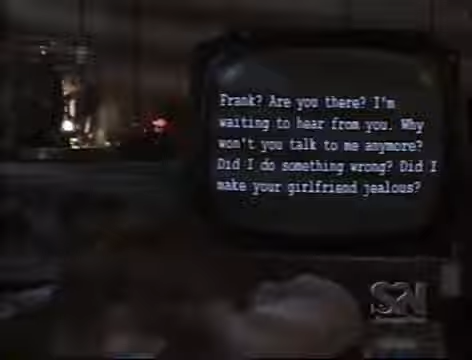 Frank? Are you there? I'm
waiting to hear from you. Why
won't you talk to me anymore?
Did I do something wrong? Did I
make your girlfriend jealous?